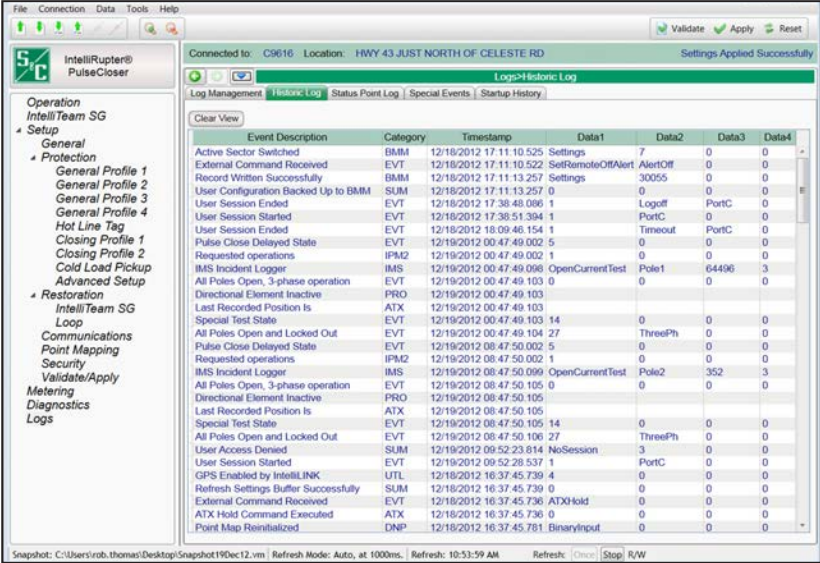 File Connection Data Tools Help
Validate Apply Reset
S&C IntelliRupter® PulseCloser
Connected to: C9616 Location: HWY 43 JUST NORTH OF CELESTE RD Settings Applied Successfully
Logs>Historic Log
Log Management Historic Log Status Point Log Special Events Startup History
Clear View
Operation
IntelliTeam SG
Setup
General
Protection
General Profile 1
General Profile 2
General Profile 3
General Profile 4
Hot Line Tag
Closing Profile 1
Closing Profile 2
Cold Load Pickup
Advanced Setup
Restoration
IntelliTeam SG
Loop
Communications
Point Mapping
Security
Validate/Apply
Metering
Diagnostics
Logs
Event Description Category Timestamp Data1 Data2 Data3 Data4
Active Sector Switched BMM 12/18/2012 17:11:10.525 Settings 7 0 0
External Command Received EVT 12/18/2012 17:11:10.522 SetRemoteOffAlert AlertOff 0 0
Record Written Successfully BMM 12/18/2012 17:11:13.257 Settings 30055 0 0
User Configuration Backed Up to BMM SUM 12/18/2012 17:11:13.257 0 0 0 0
User Session Ended EVT 12/18/2012 17:38:48.086 1 Logoff PortC 0
User Session Started EVT 12/18/2012 17:38:51.394 1 PortC 0 0
User Session Ended EVT 12/18/2012 18:09:46.154 1 Timeout PortC 0
Pulse Close Delayed State EVT 12/19/2012 00:47:49.002 5 0 0 0
Requested operations IPM2 12/19/2012 00:47:49.002 1 0 0 0
IMS Incident Logger IMS 12/19/2012 00:47:49.098 OpenCurrentTest Pole1 64496 3
All Poles Open, 3-phase operation EVT 12/19/2012 00:47:49.103 0 0 0 0
Directional Element Inactive PRO 12/19/2012 00:47:49.103
Last Recorded Position Is ATX 12/19/2012 00:47:49.103
Special Test State EVT 12/19/2012 00:47:49.103 14 0 0 0
All Poles Open and Locked Out EVT 12/19/2012 00:47:49.104 27 ThreePh 0 0
Pulse Close Delayed State EVT 12/19/2012 08:47:50.002 5 0 0 0
Requested operations IPM2 12/19/2012 08:47:50.002 1 0 0 0
IMS Incident Logger IMS 12/19/2012 08:47:50.099 OpenCurrentTest Pole2 352 3
All Poles Open, 3-phase operation EVT 12/19/2012 08:47:50.105 0 0 0 0
Directional Element Inactive PRO 12/19/2012 08:47:50.105
Last Recorded Position Is ATX 12/19/2012 08:47:50.105
Special Test State EVT 12/19/2012 08:47:50.105 14 0 0 0
All Poles Open and Locked Out EVT 12/19/2012 08:47:50.106 27 ThreePh 0 0
User Access Denied SUM 12/19/2012 09:52:23.814 NoSession 3 0 0
User Session Started EVT 12/19/2012 09:52:28.537 1 PortC 0 0
GPS Enabled by IntelliLINK UTL 12/18/2012 16:37:45.739 4 0 0 0
Refresh Settings Buffer Successfully SUM 12/18/2012 16:37:45.739 0 0 0 0
External Command Received EVT 12/18/2012 16:37:45.736 ATXHold 0 0 0
ATX Hold Command Executed ATX 12/18/2012 16:37:45.736 0 0 0 0
Point Map Reinitialized DNP 12/18/2012 16:37:45.781 BinaryInput 0 0 0
Snapshot: C:\Users\rob.thomas\Desktop\Snapshot19Dec12.vm Refresh Mode: Auto, at 1000ms. Refresh: 10:53:59 AM Refresh: Once Stop R/W